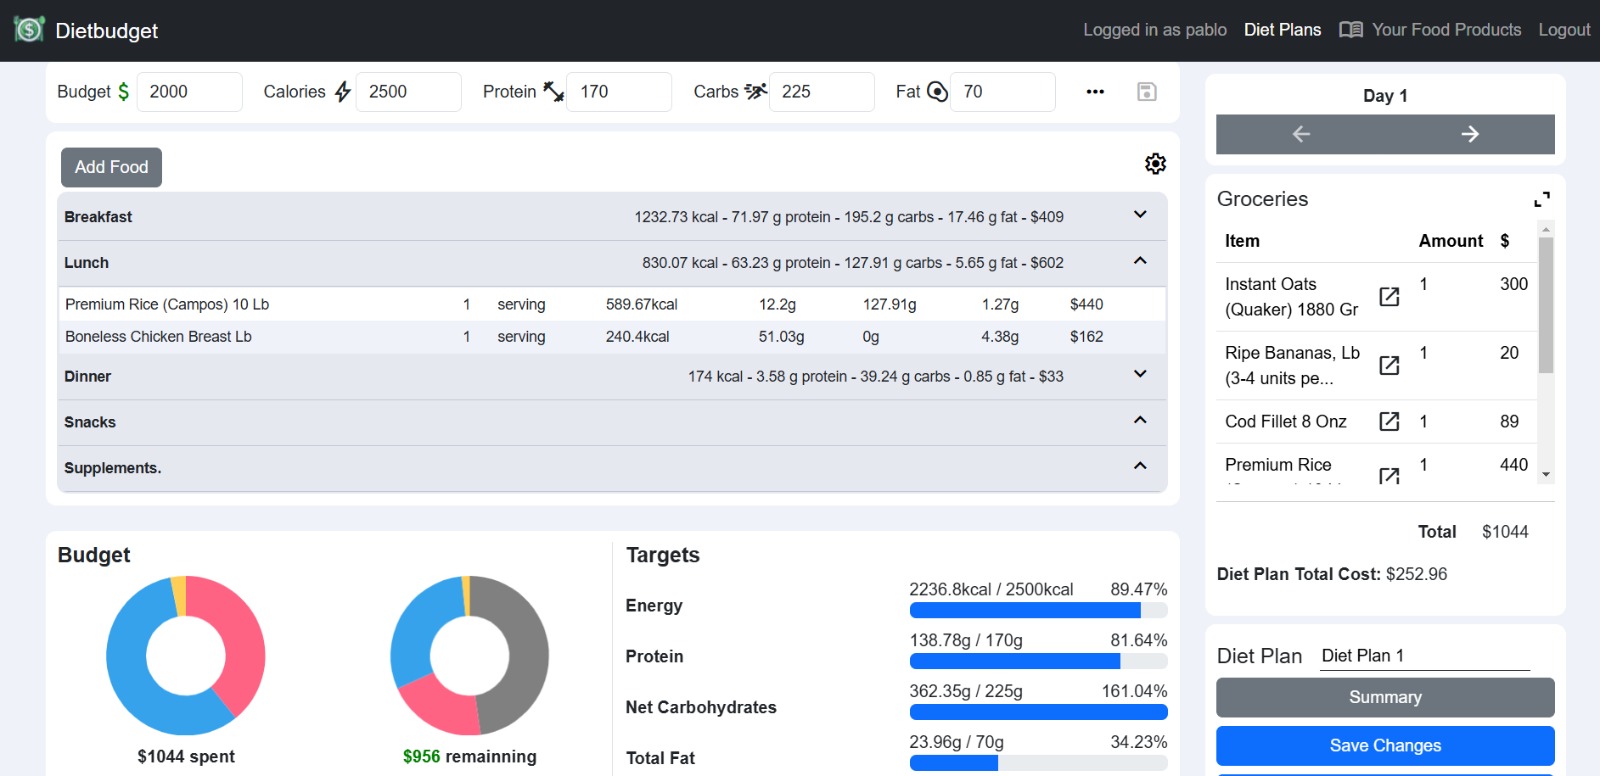 Dietbudget
Logged in as pablo Diet Plans Your Food Products Logout
Budget $ 2000 Calories 2500 Protein 170 Carbs 225 Fat 70
Add Food
Breakfast 1232.73 kcal - 71.97 g protein - 195.2 g carbs - 17.46 g fat - $409
Lunch 830.07 kcal - 63.23 g protein - 127.91 g carbs - 5.65 g fat - $602
Premium Rice (Campos) 10 Lb 1 serving 589.67kcal 12.2g 127.91g 1.27g $440
Boneless Chicken Breast Lb 1 serving 240.4kcal 51.03g 0g 4.38g $162
Dinner 174 kcal - 3.58 g protein - 39.24 g carbs - 0.85 g fat - $33
Snacks
Supplements.
Budget
$1044 spent
$956 remaining
Targets
Energy 2236.8kcal / 2500kcal 89.47%
Protein 138.78g / 170g 81.64%
Net Carbohydrates 362.35g / 225g 161.04%
Total Fat 23.96g / 70g 34.23%
Day 1
Groceries
Item Amount $
Instant Oats (Quaker) 1880 Gr 1 300
Ripe Bananas, Lb (3-4 units pe... 1 20
Cod Fillet 8 Onz 1 89
Premium Rice 1 440
Total $1044
Diet Plan Total Cost: $252.96
Diet Plan Diet Plan 1
Summary
Save Changes